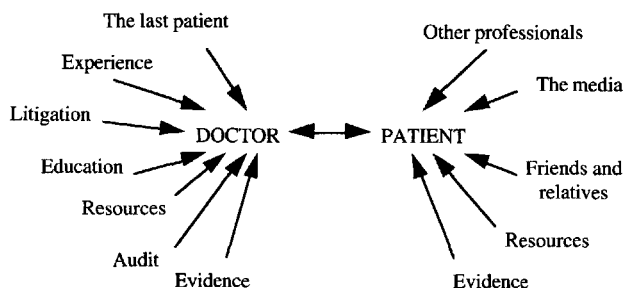 The last patient
Other professionals
Experience
The media
Litigation
DOCTOR
PATIENT
Education
Friends and
relatives
Resources
Resources
Audit
Evidence
Evidence